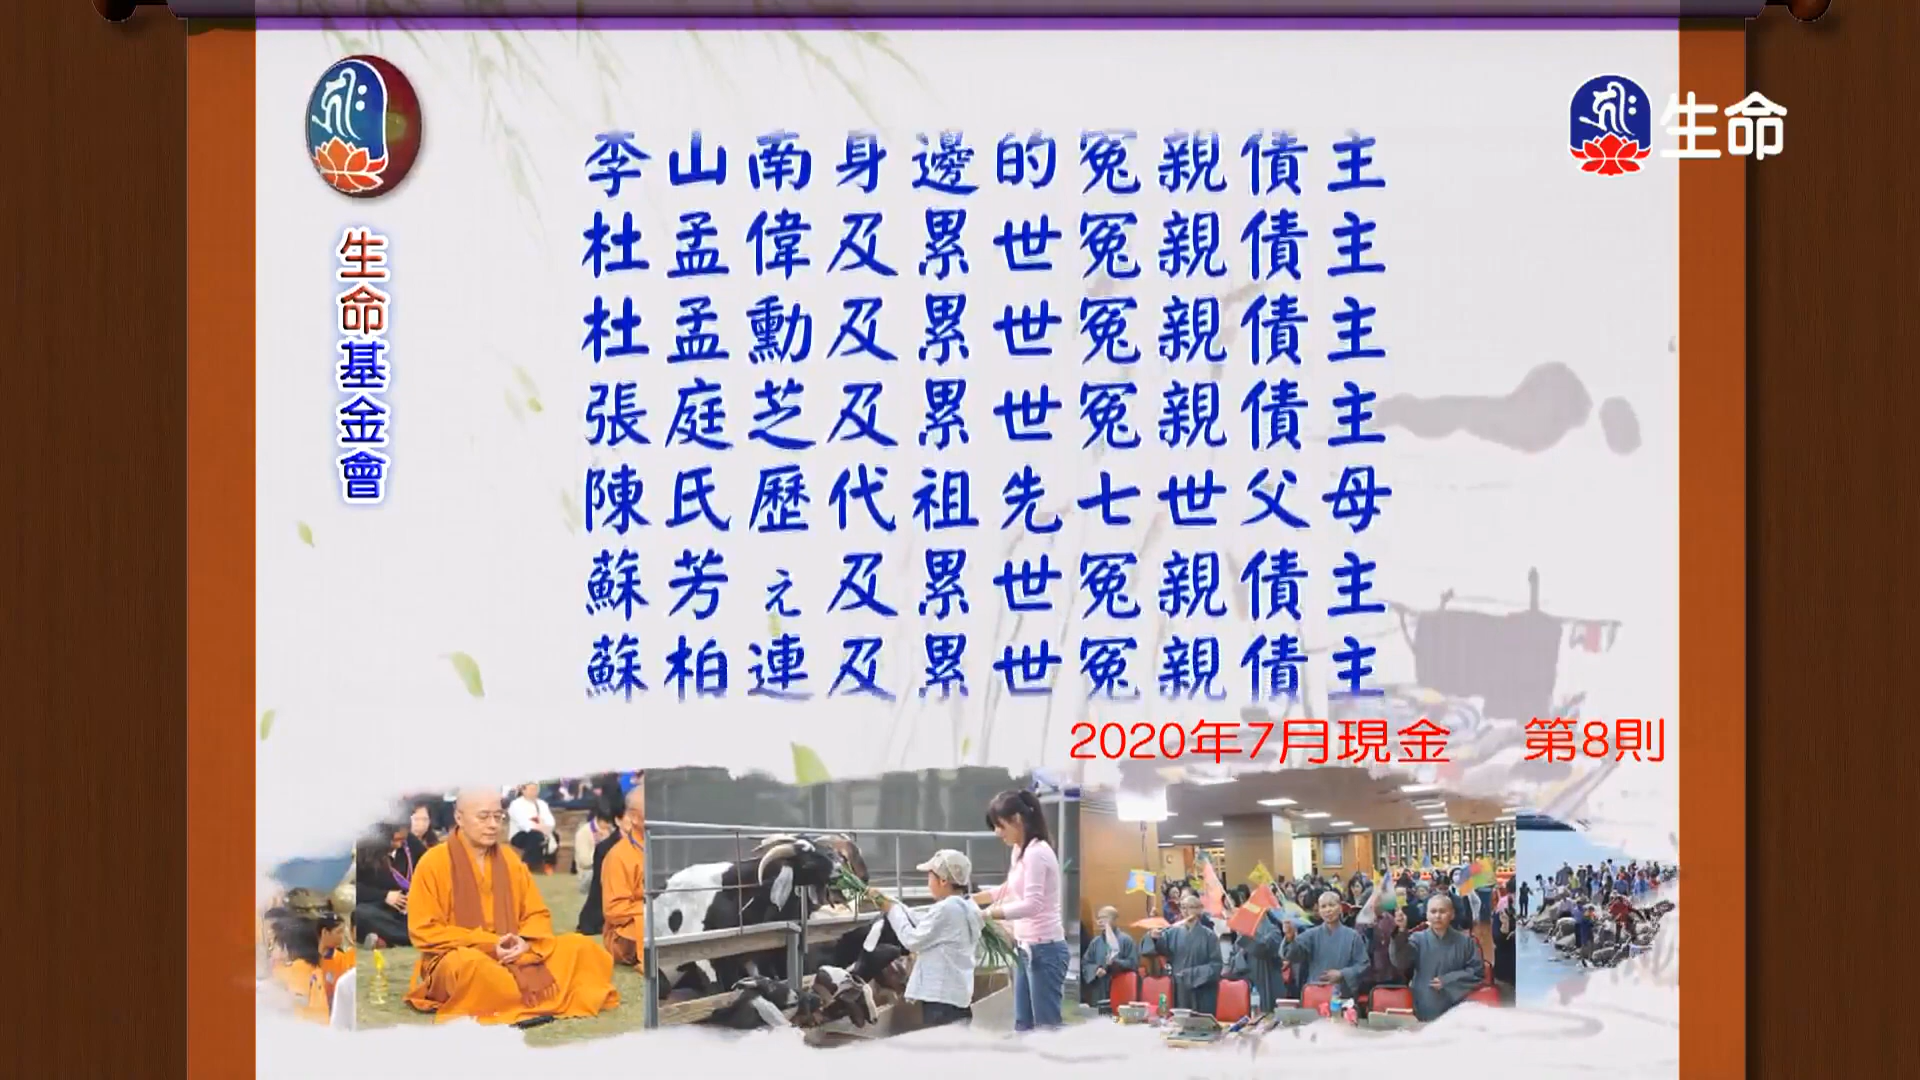 生命
生命基金會
李山南身邊的冤親債主
杜孟偉及累世冤親債主
杜孟勳及累世冤親債主
張庭芝及累世冤親債主
陳氏歷代祖先七世父母
蘇芳元及累世冤親債主
蘇柏連及累世冤親債主
2020年7月現金 第8則